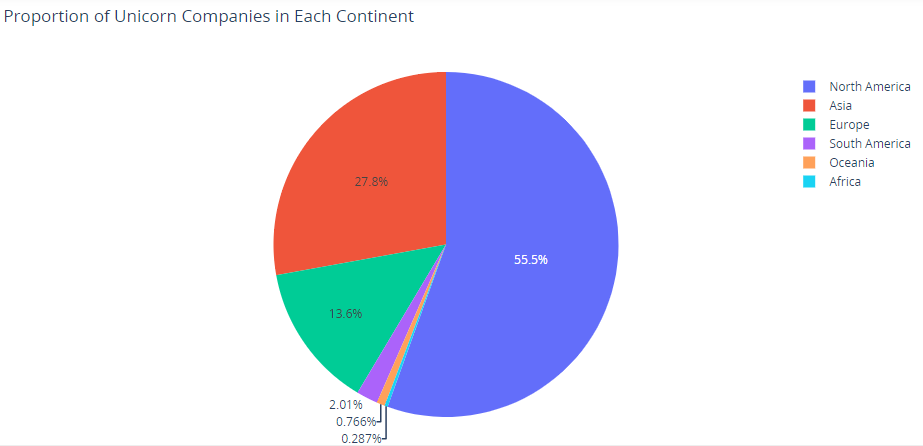 Proportion of Unicorn Companies in Each Continent
North America
Asia
Europe
South America
Oceania
Africa
27.8%
55.5%
13.6%
2.01%
0.766%
0.287%